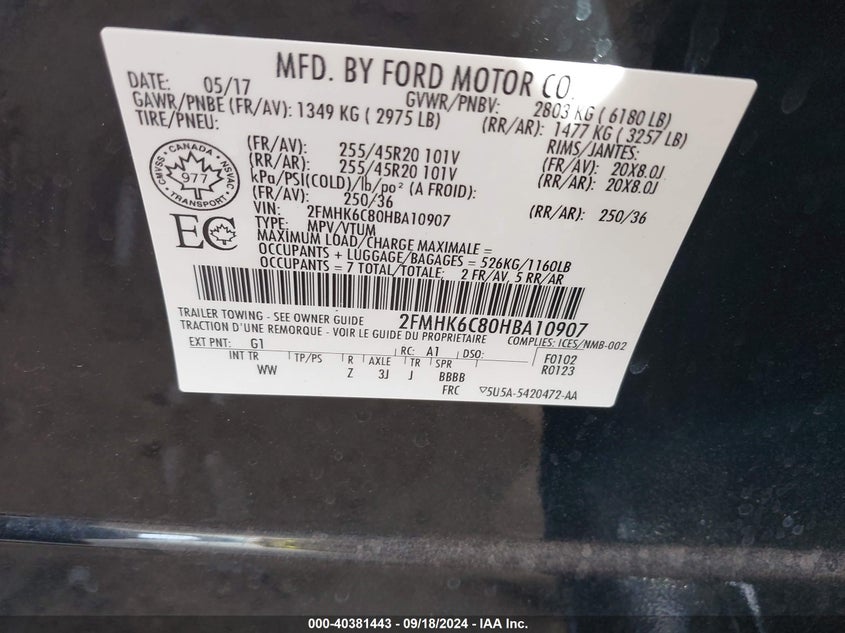 MFD. BY FORD MOTOR CO.
DATE: 05/17 GVWR/PNBV: 2803 KG ( 6180 LB)
GAWR/PNBE (FR/AV): 1349 KG ( 2975 LB) (RR/AR): 1477 KG ( 3257 LB)
TIRE/PNEU: RIMS/JANTES:
(FR/AV): 255/45R20 101V (FR/AV): 20X8.0J
(RR/AR): 255/45R20 101V (RR/AR): 20X8.0J
kPa/PSI(COLD)/lb/po² (A FROID):
(FR/AV): 250/36 (RR/AR): 250/36
VIN: 2FMHK6C80HBA10907
TYPE: MPV/VTUM
MAXIMUM LOAD/CHARGE MAXIMALE =
OCCUPANTS + LUGGAGE/BAGAGES = 526KG/1160LB
OCCUPANTS = 7 TOTAL/TOTALE: 2 FR/AV, 5 RR/AR
CANADA
CMVSS NSVAC
977
TRANSPORT
EC
TRAILER TOWING - SEE OWNER GUIDE 2FMHK6C80HBA10907
TRACTION D'UNE REMORQUE - VOIR LE GUIDE DU PROPRIETAIRE COMPLIES: ICES/NMB-002
EXT PNT: G1 RC: A1 DSO: F0102
R0123
INT TR TP/PS R AXLE TR SPR
WW Z 3J J BBBB
FRC 5U5A-5420472-AA
000-40381443 - 09/18/2024 - IAA Inc.